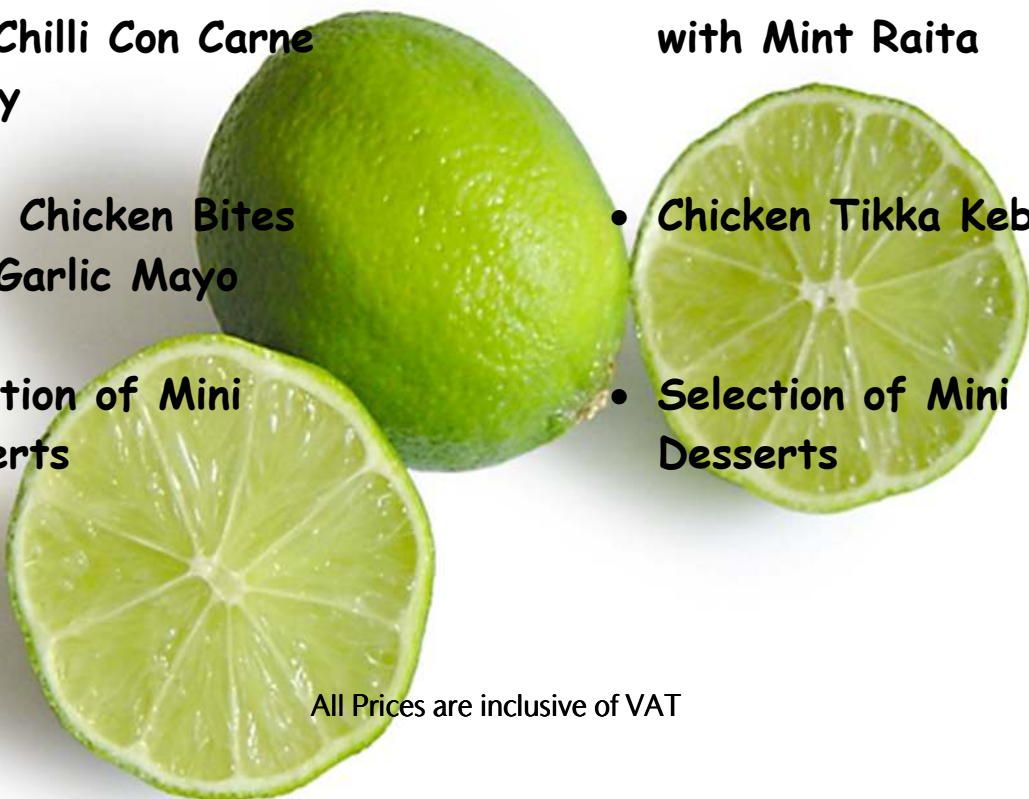 Chilli Con Carne
y
Chicken Bites
Garlic Mayo
tion of Mini
erts
with Mint Raita
• Chicken Tikka Keb
• Selection of Mini
Desserts
All Prices are inclusive of VAT